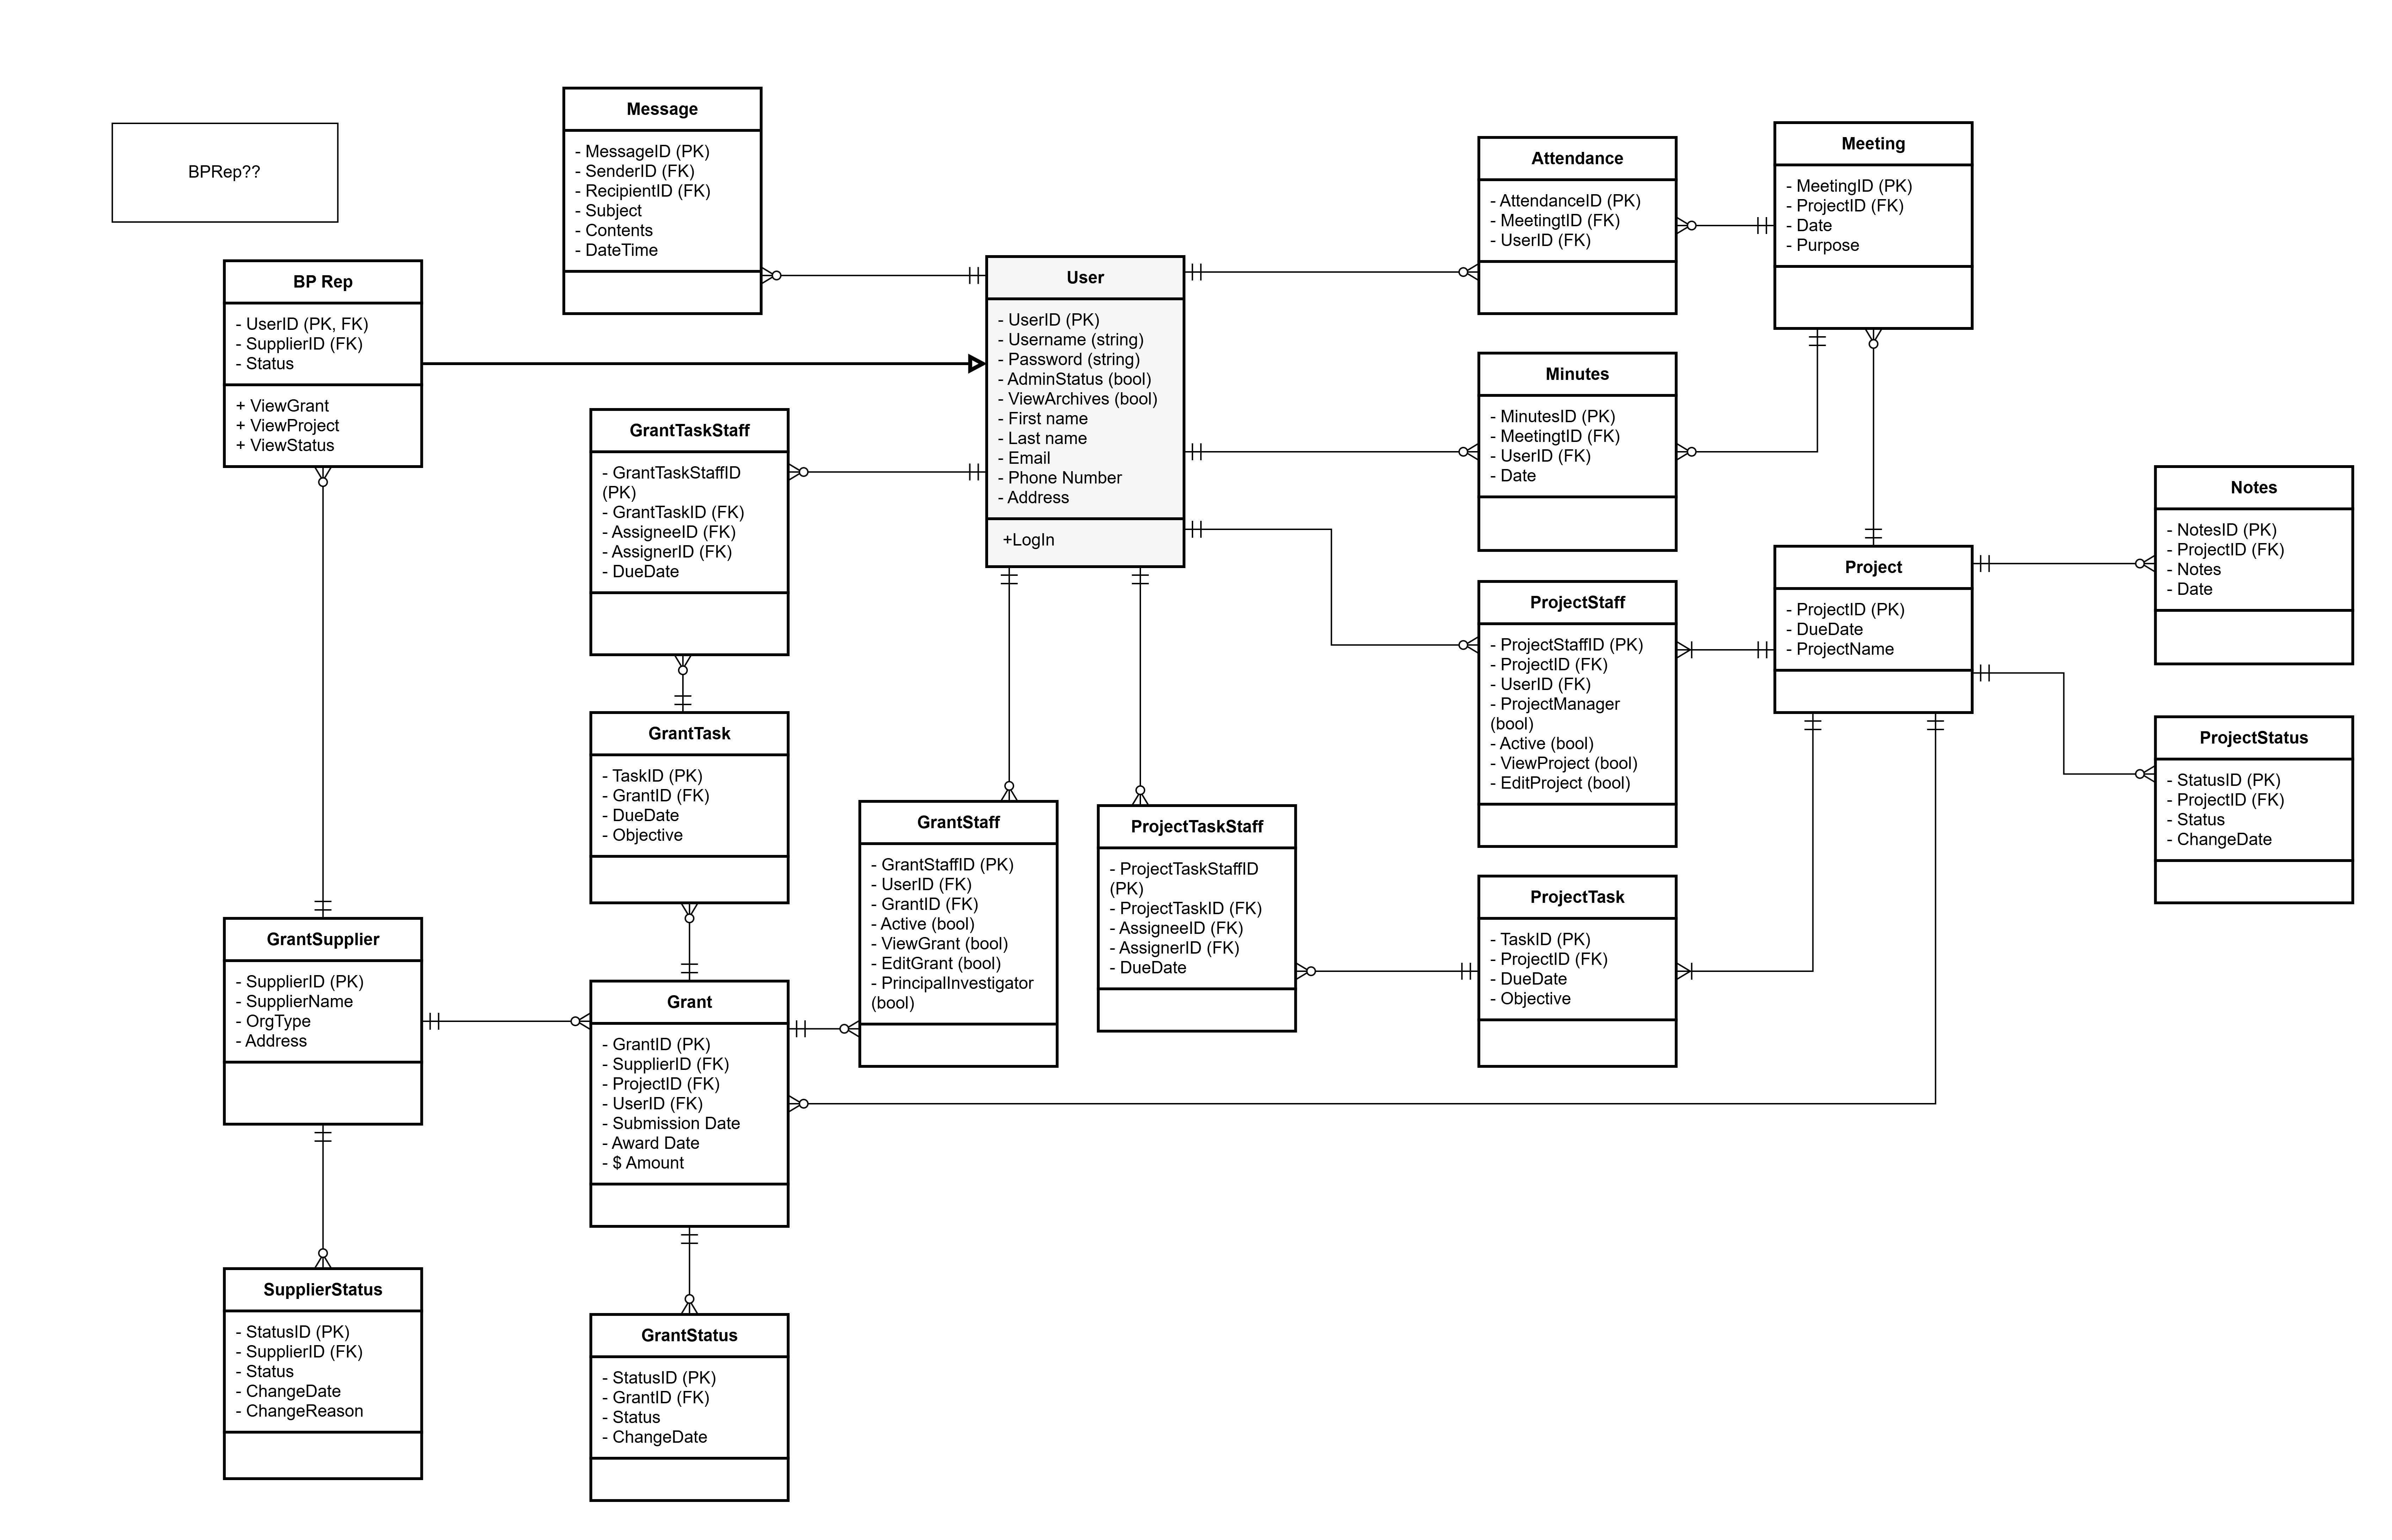 BPRep??
Message
- MessageID (PK)
- SenderID (FK)
- RecipientID (FK)
- Subject
- Contents
- DateTime
BP Rep
- UserID (PK, FK)
- SupplierID (FK)
- Status
+ ViewGrant
+ ViewProject
+ ViewStatus
User
- UserID (PK)
- Username (string)
- Password (string)
- AdminStatus (bool)
- ViewArchives (bool)
- First name
- Last name
- Email
- Phone Number
- Address
+LogIn
Attendance
- AttendanceID (PK)
- MeetingtID (FK)
- UserID (FK)
Meeting
- MeetingID (PK)
- ProjectID (FK)
- Date
- Purpose
Minutes
- MinutesID (PK)
- MeetingtID (FK)
- UserID (FK)
- Date
GrantTaskStaff
- GrantTaskStaffID
(PK)
- GrantTaskID (FK)
- AssigneeID (FK)
- AssignerID (FK)
- DueDate
Notes
- NotesID (PK)
- ProjectID (FK)
- Notes
- Date
Project
- ProjectID (PK)
- DueDate
- ProjectName
ProjectStaff
- ProjectStaffID (PK)
- ProjectID (FK)
- UserID (FK)
- ProjectManager
(bool)
- Active (bool)
- ViewProject (bool)
- EditProject (bool)
GrantTask
- TaskID (PK)
- GrantID (FK)
- DueDate
- Objective
ProjectStatus
- StatusID (PK)
- ProjectID (FK)
- Status
- ChangeDate
GrantStaff
- GrantStaffID (PK)
- UserID (FK)
- GrantID (FK)
- Active (bool)
- ViewGrant (bool)
- EditGrant (bool)
- PrincipalInvestigator
(bool)
ProjectTaskStaff
- ProjectTaskStaffID
(PK)
- ProjectTaskID (FK)
- AssigneeID (FK)
- AssignerID (FK)
- DueDate
ProjectTask
- TaskID (PK)
- ProjectID (FK)
- DueDate
- Objective
GrantSupplier
- SupplierID (PK)
- SupplierName
- OrgType
- Address
Grant
- GrantID (PK)
- SupplierID (FK)
- ProjectID (FK)
- UserID (FK)
- Submission Date
- Award Date
- $ Amount
SupplierStatus
- StatusID (PK)
- SupplierID (FK)
- Status
- ChangeDate
- ChangeReason
GrantStatus
- StatusID (PK)
- GrantID (FK)
- Status
- ChangeDate